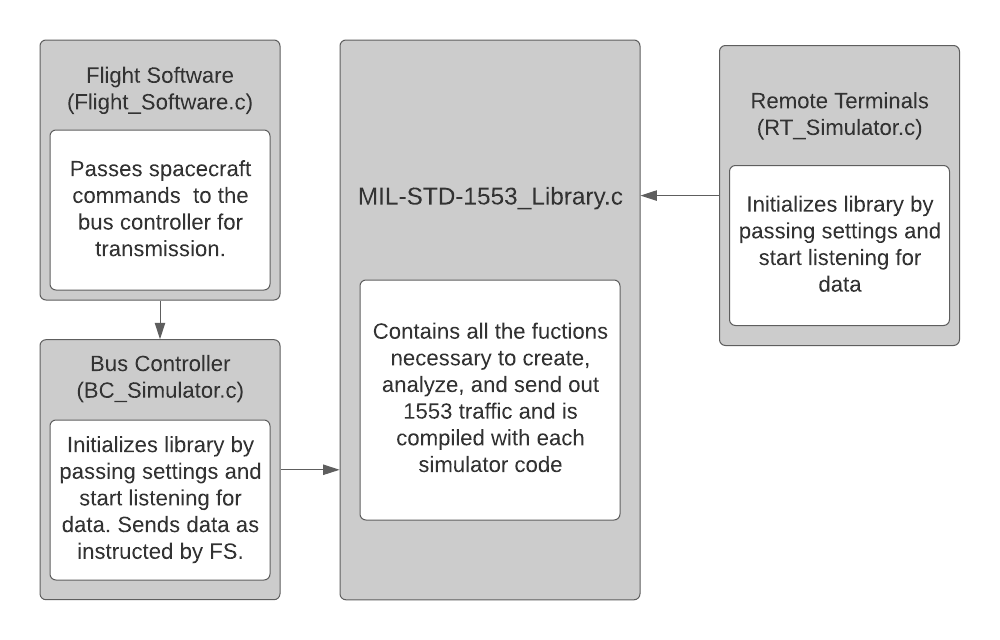 Flight Software
(Flight_Software.c)
Passes spacecraft
commands  to the
bus controller for
transmission.
Bus Controller
(BC_Simulator.c)
Initializes library by
passing settings and
start listening for
data. Sends data as
instructed by FS.
MIL-STD-1553_Library.c
Contains all the fuctions
necessary to create,
analyze, and send out
1553 traffic and is
compiled with each
simulator code
Remote Terminals
(RT_Simulator.c)
Initializes library by
passing settings and
start listening for
data